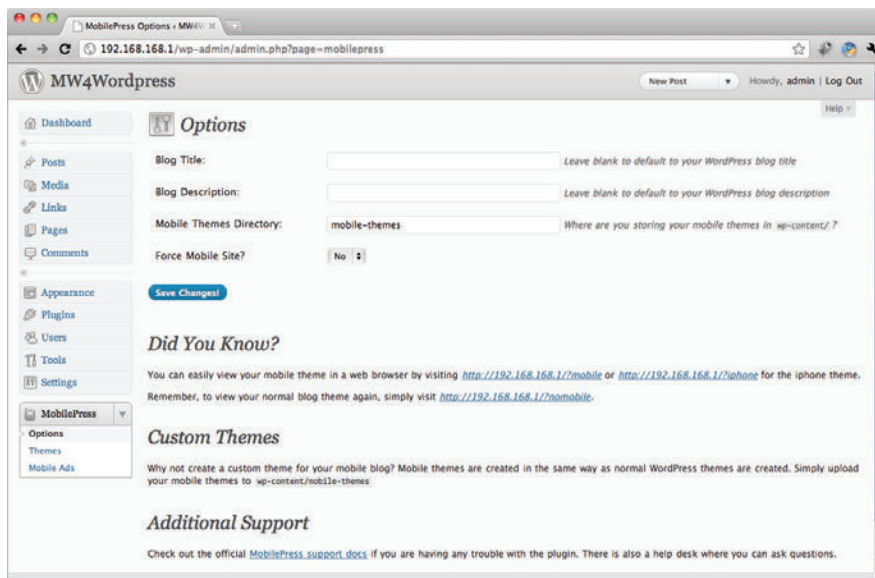 MobilePress Options ‹ MW4W
192.168.168.1/wp-admin/admin.php?page=mobilepress
MW4Wordpress
New Post
Howdy, admin | Log Out
Help
Dashboard
Posts
Media
Links
Pages
Comments
Appearance
Plugins
Users
Tools
Settings
MobilePress
Options
Themes
Mobile Ads
Options
Blog Title:
Leave blank to default to your WordPress blog title
Blog Description:
Leave blank to default to your WordPress blog description
Mobile Themes Directory:
mobile-themes
Where are you storing your mobile themes in wp-content/ ?
Force Mobile Site?
No
Save Changes!
Did You Know?
You can easily view your mobile theme in a web browser by visiting http://192.168.168.1/?mobile or http://192.168.168.1/?iphone for the iphone theme.
Remember, to view your normal blog theme again, simply visit http://192.168.168.1/?nomobile.
Custom Themes
Why not create a custom theme for your mobile blog? Mobile themes are created in the same way as normal WordPress themes are created. Simply upload
your mobile themes to wp-content/mobile-themes
Additional Support
Check out the official MobilePress support docs if you are having any trouble with the plugin. There is also a help desk where you can ask questions.